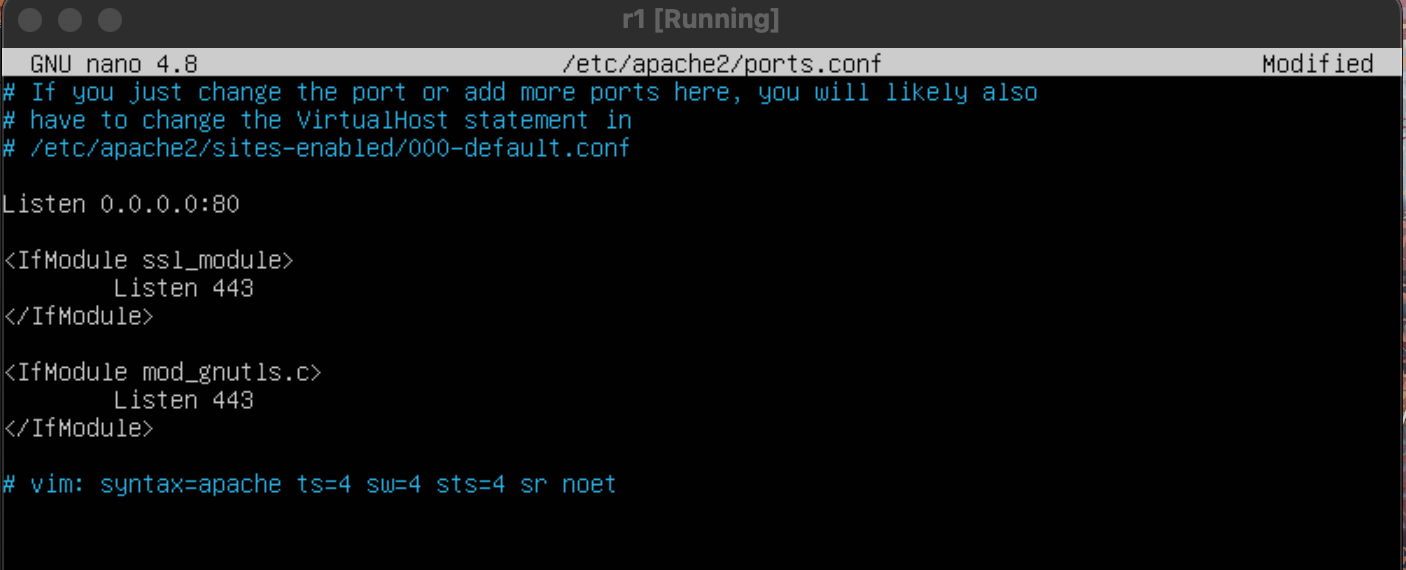 r1 [Running]
GNU nano 4.8 /etc/apache2/ports.conf Modified
# If you just change the port or add more ports here, you will likely also
# have to change the VirtualHost statement in
# /etc/apache2/sites-enabled/000-default.conf
Listen 0.0.0.0:80
<IfModule ssl_module>
Listen 443
</IfModule>
<IfModule mod_gnutls.c>
Listen 443
</IfModule>
# vim: syntax=apache ts=4 sw=4 sts=4 sr noet